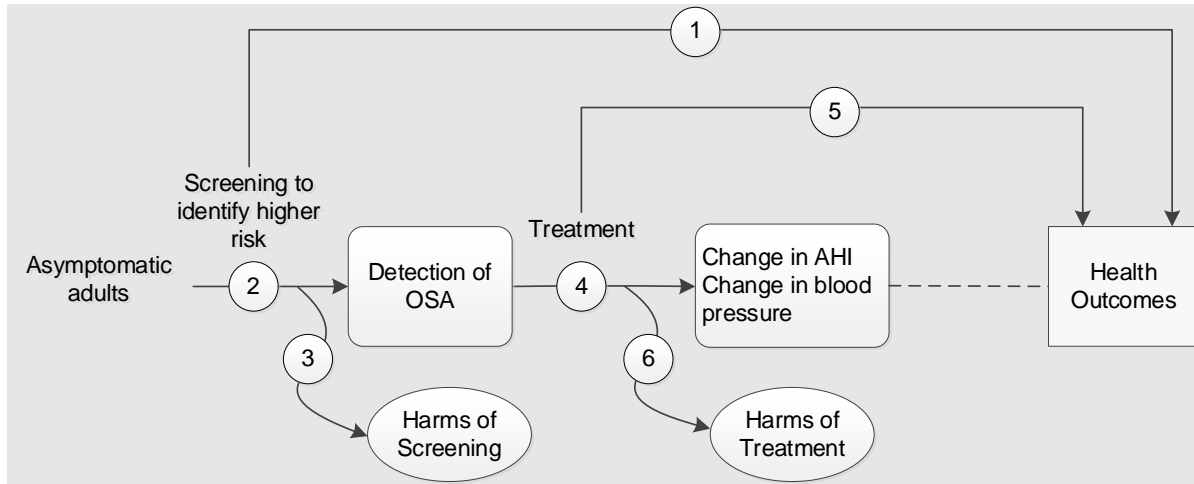 1
5
Screening to
identify higher
risk
Treatment
Asymptomatic
adults
2
Detection of
OSA
4
Change in AHI
Change in blood
pressure
Health
Outcomes
3
6
Harms of
Screening
Harms of
Treatment